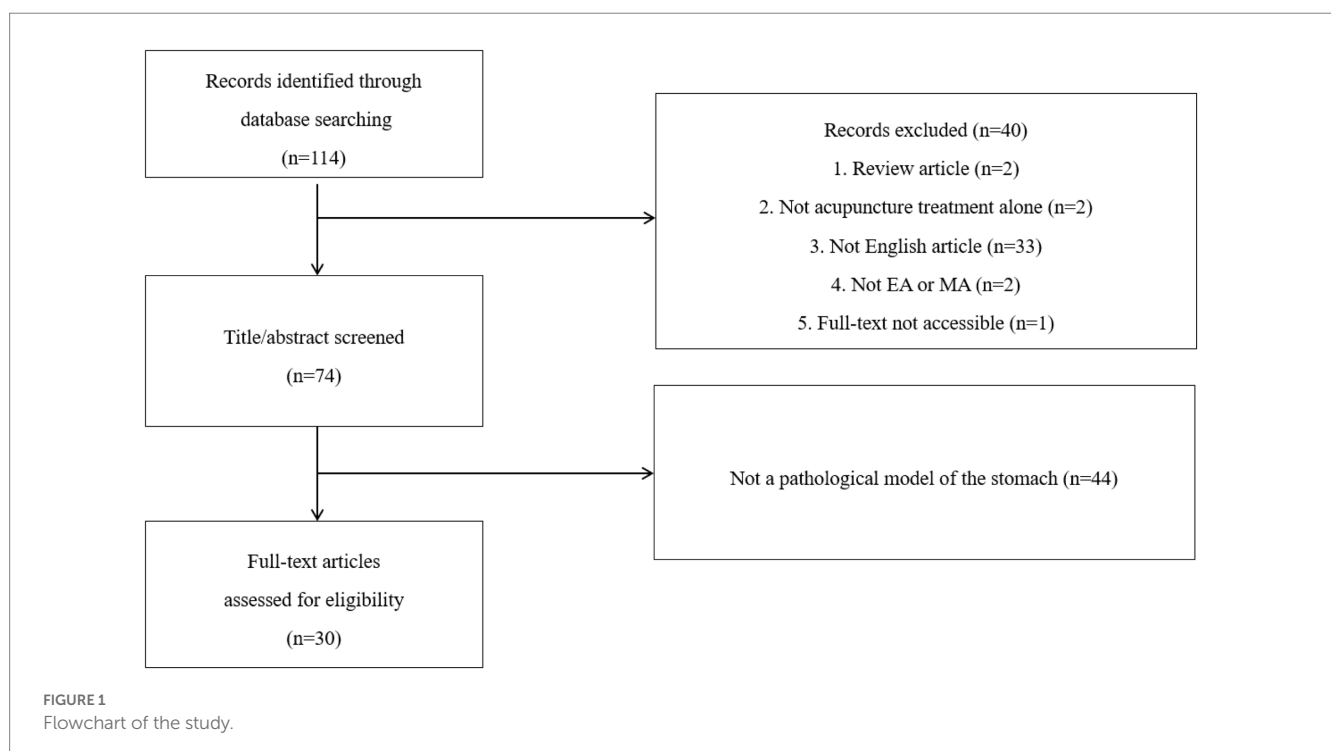 Records identified through
database searching
(n=114)
Records excluded (n=40)
1. Review article (n=2)
2. Not acupuncture treatment alone (n=2)
3. Not English article (n=33)
4. Not EA or MA (n=2)
5. Full-text not accessible (n=1)
Title/abstract screened
(n=74)
Not a pathological model of the stomach (n=44)
Full-text articles
assessed for eligibility
(n=30)
FIGURE 1
Flowchart of the study.